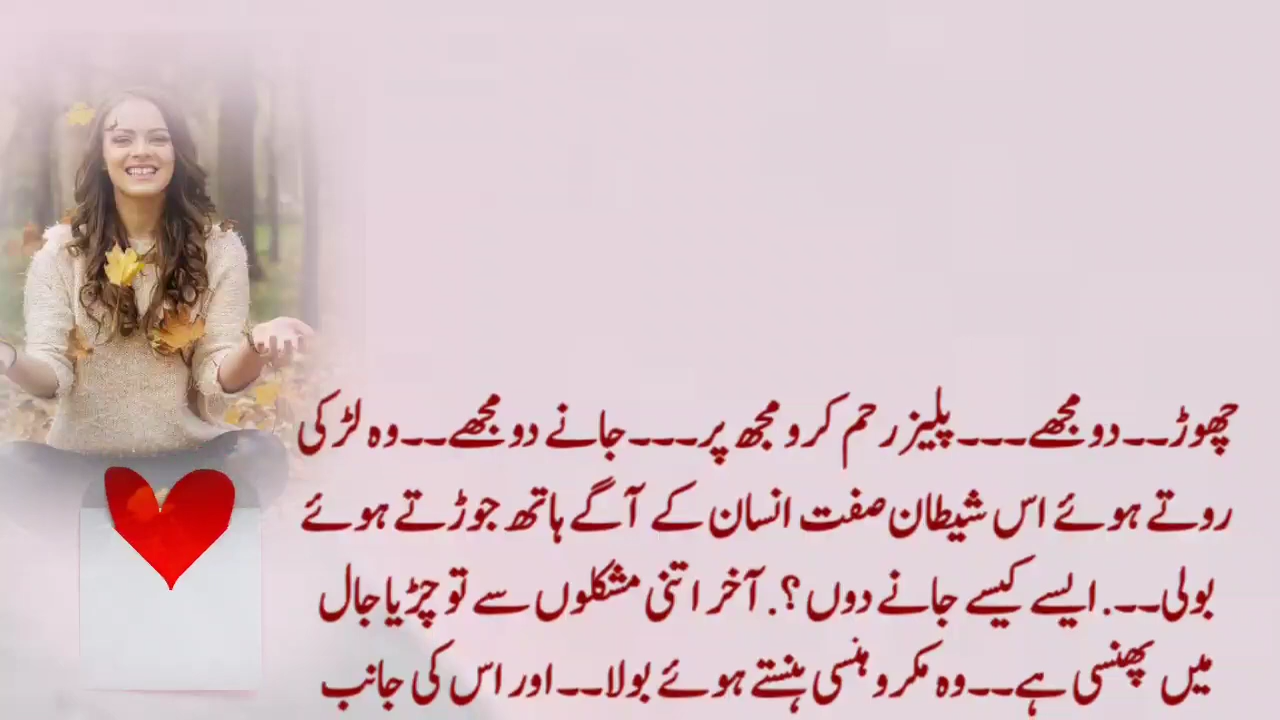 چھوڑ۔۔دو مجھے۔۔۔پلیز رحم کرو مجھ پر۔۔۔جانے دو مجھے۔۔وہ لڑکی
روتے ہوئے اس شیطان صفت انسان کے آگے ہاتھ جوڑتے ہوئے
بولی۔۔. ایسے کیسے جانے دوں؟. آخر اتنی مشکلوں سے تو چڑیا جال
میں پھنسی ہے۔۔وہ مکرو ہنسی ہنستے ہوئے بولا۔۔اور اس کی جانب